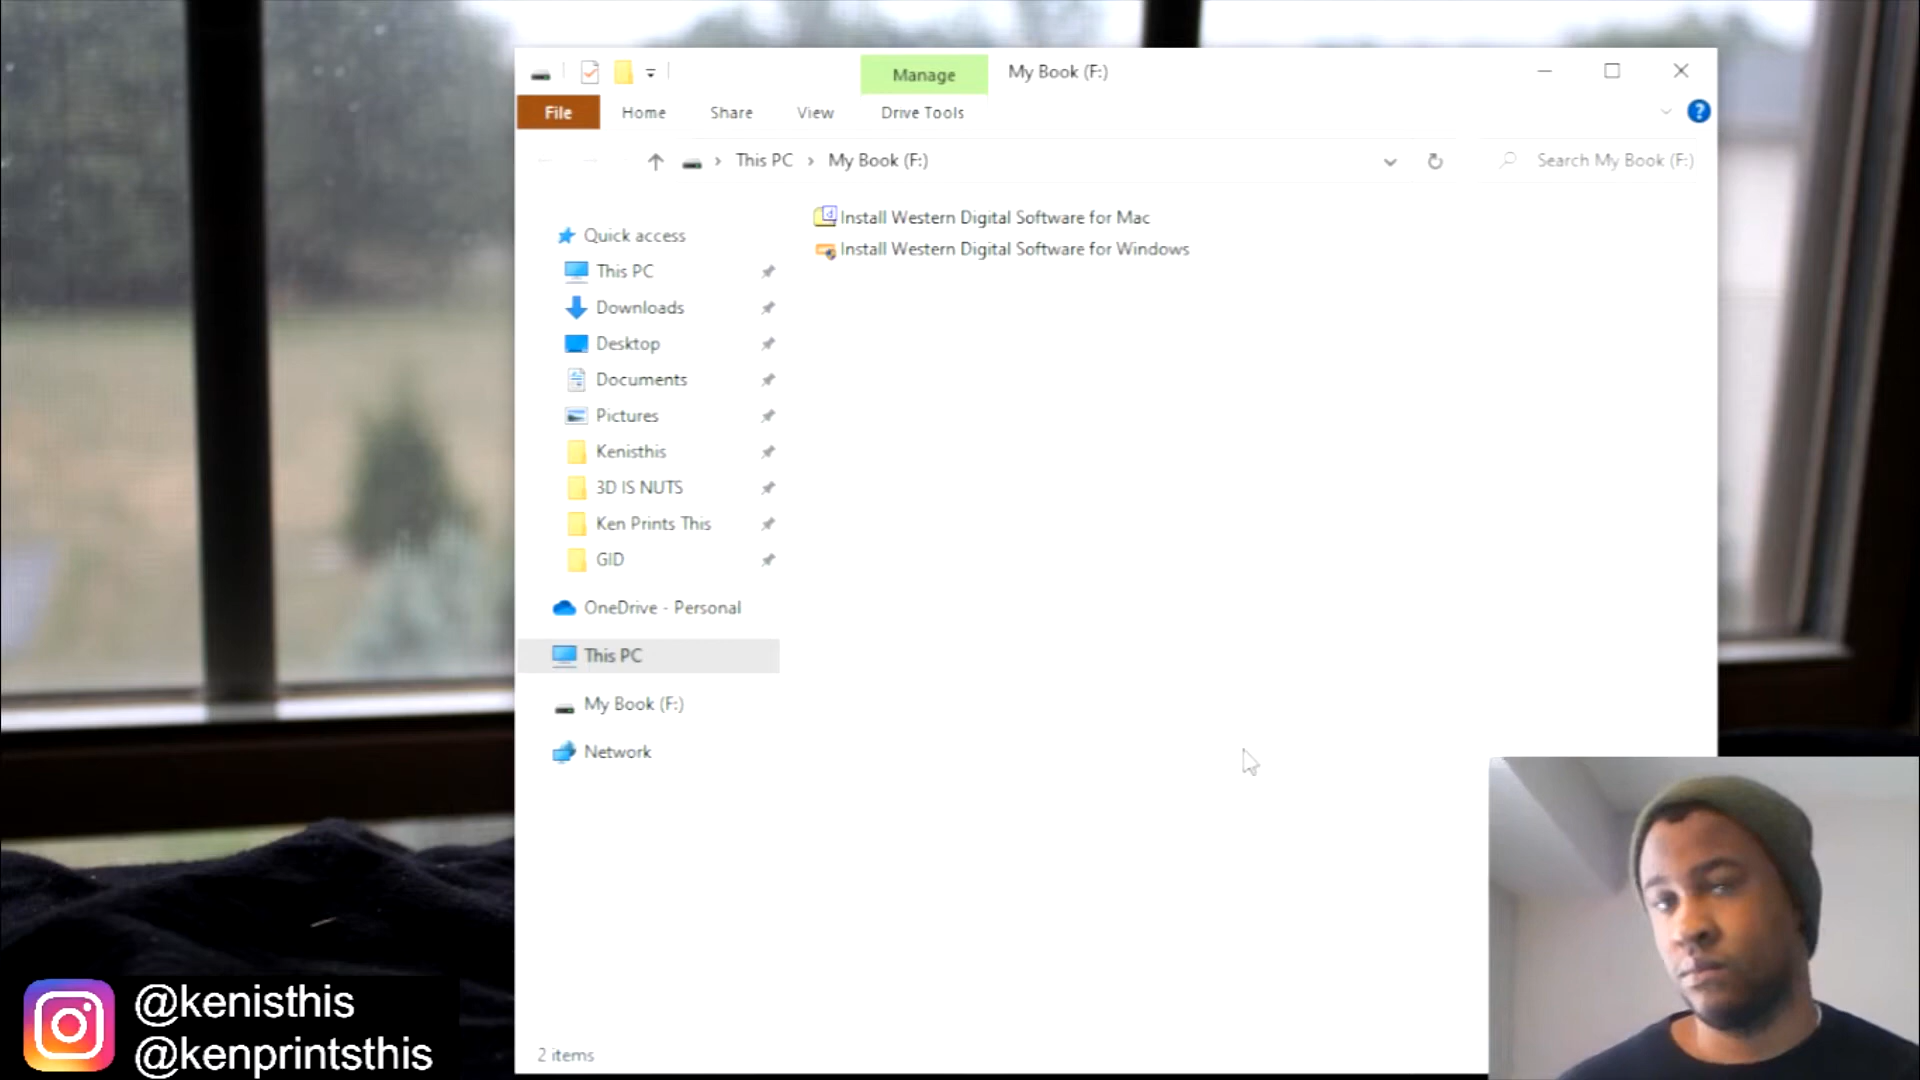 Manage
My Book (F:)
File
Home
Share
View
Drive Tools
?
This PC
My Book (F:)
Search My Book (F:)
Install Western Digital Software for Mac
Install Western Digital Software for Windows
Quick access
This PC
Downloads
Desktop
Documents
Pictures
Kenisthis
3D IS NUTS
Ken Prints This
GID
OneDrive - Personal
This PC
My Book (F:)
Network
2 items
@kenisthis
@kenprintsthis